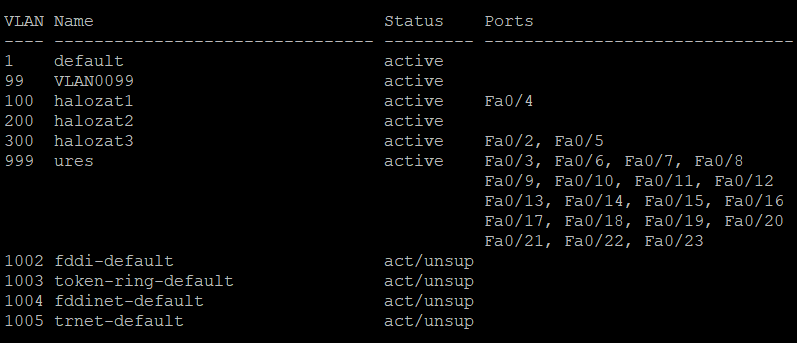 VLAN Name                             Status    Ports
---- -------------------------------- --------- -------------------------------
1    default                          active
99   VLAN0099                         active
100  halozat1                         active    Fa0/4
200  halozat2                         active
300  halozat3                         active    Fa0/2, Fa0/5
999  ures                             active    Fa0/3, Fa0/6, Fa0/7, Fa0/8
                                                Fa0/9, Fa0/10, Fa0/11, Fa0/12
                                                Fa0/13, Fa0/14, Fa0/15, Fa0/16
                                                Fa0/17, Fa0/18, Fa0/19, Fa0/20
                                                Fa0/21, Fa0/22, Fa0/23
1002 fddi-default                     act/unsup
1003 token-ring-default               act/unsup
1004 fddinet-default                  act/unsup
1005 trnet-default                    act/unsup